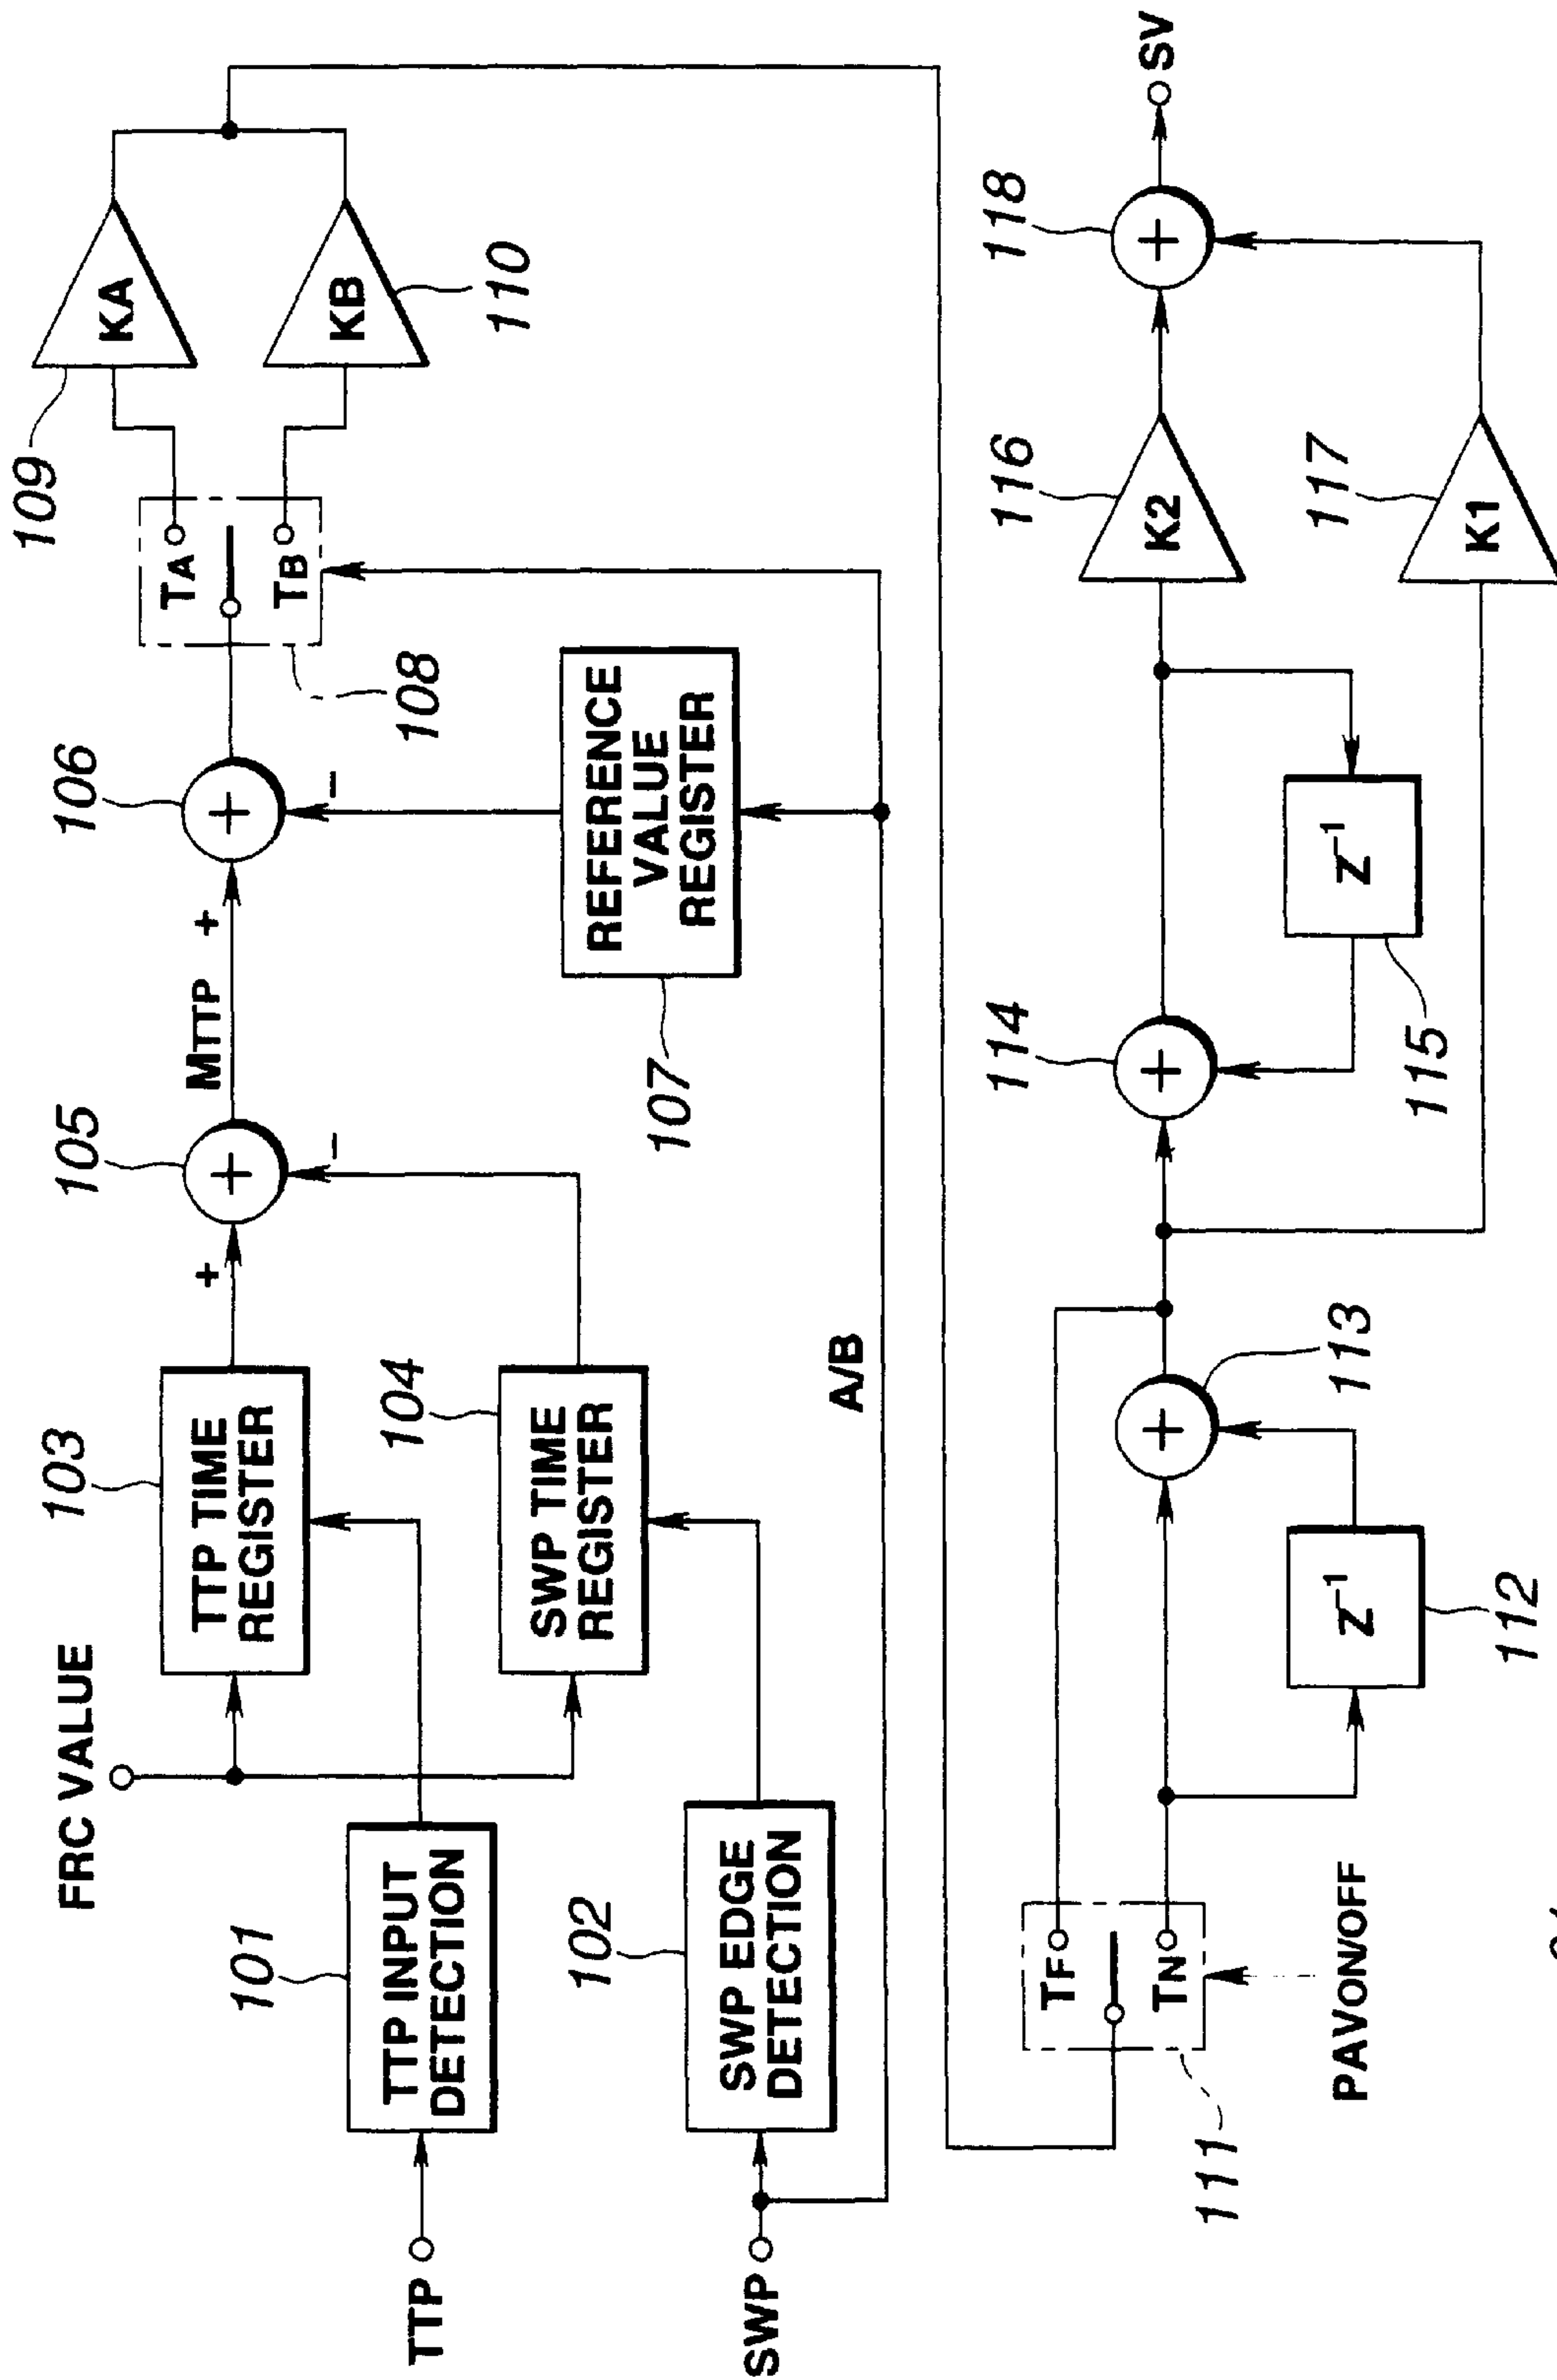 FRC VALUE
103
TTP TIME
REGISTER
105
+
+
−
MTTP
+
106
+
−
109
KA
TA
TB
108
KB
110
101
TTP INPUT
DETECTION
TTP
104
SWP TIME
REGISTER
REFERENCE
VALUE
REGISTER
107
102
SWP EDGE
DETECTION
SWP
A/B
TF
TN
111
PAVON/OFF
113
+
Z⁻¹
112
114
+
Z⁻¹
115
116
K2
117
K1
118
+
SV